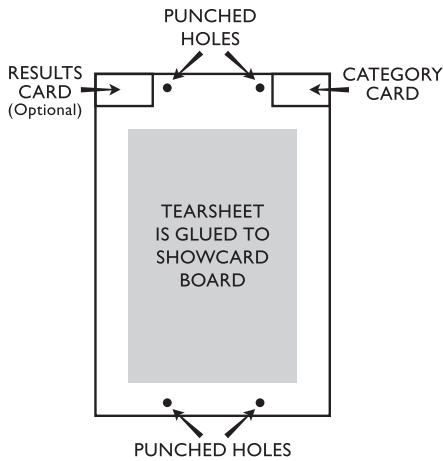 PUNCHED
HOLES
RESULTS
CARD
(Optional)
CATEGORY
CARD
TEARSHEET
IS GLUED TO
SHOWCARD
BOARD
PUNCHED HOLES